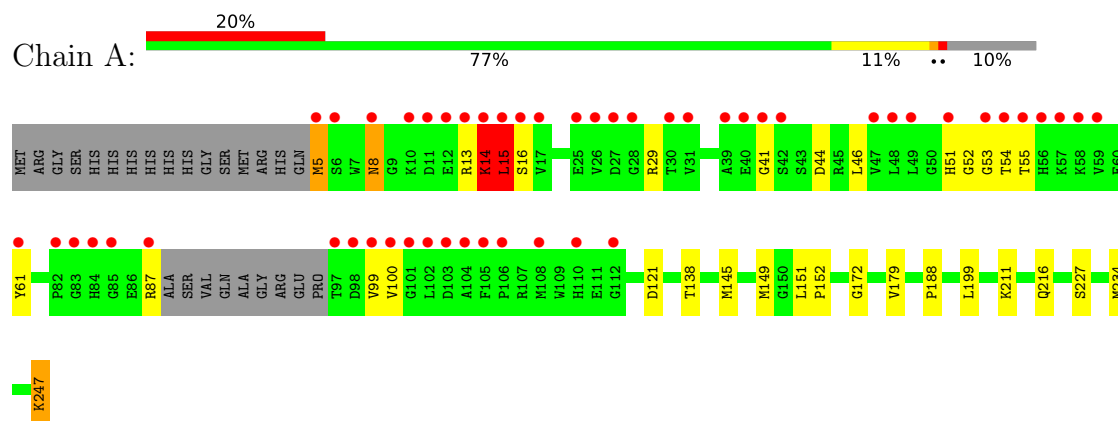 20%
Chain A:
77% 11% •• 10%
MET ARG GLY SER HIS HIS HIS HIS HIS HIS GLY SER MET ARG HIS GLN M5 S6 W7 N8 G9 K10 D11 E12 R13 K14 L15 S16 V17 E25 V26 D27 G28 R29 T30 V31 A39 E40 G41 S42 S43 D44 R45 L46 V47 L48 L49 G50 H51 G52 G53 T54 T55 H56 K57 K58 V59 E60
Y61 P82 G83 H84 G85 E86 R87 ALA SER VAL GLN ALA GLY ARG GLU PRO T97 D98 V99 V100 G101 L102 D103 A104 F105 P106 R107 M108 W109 H110 E111 G112 D121 T138 M145 M149 G150 L151 P152 G172 V179 P188 L199 K211 Q216 S227 M234
K247